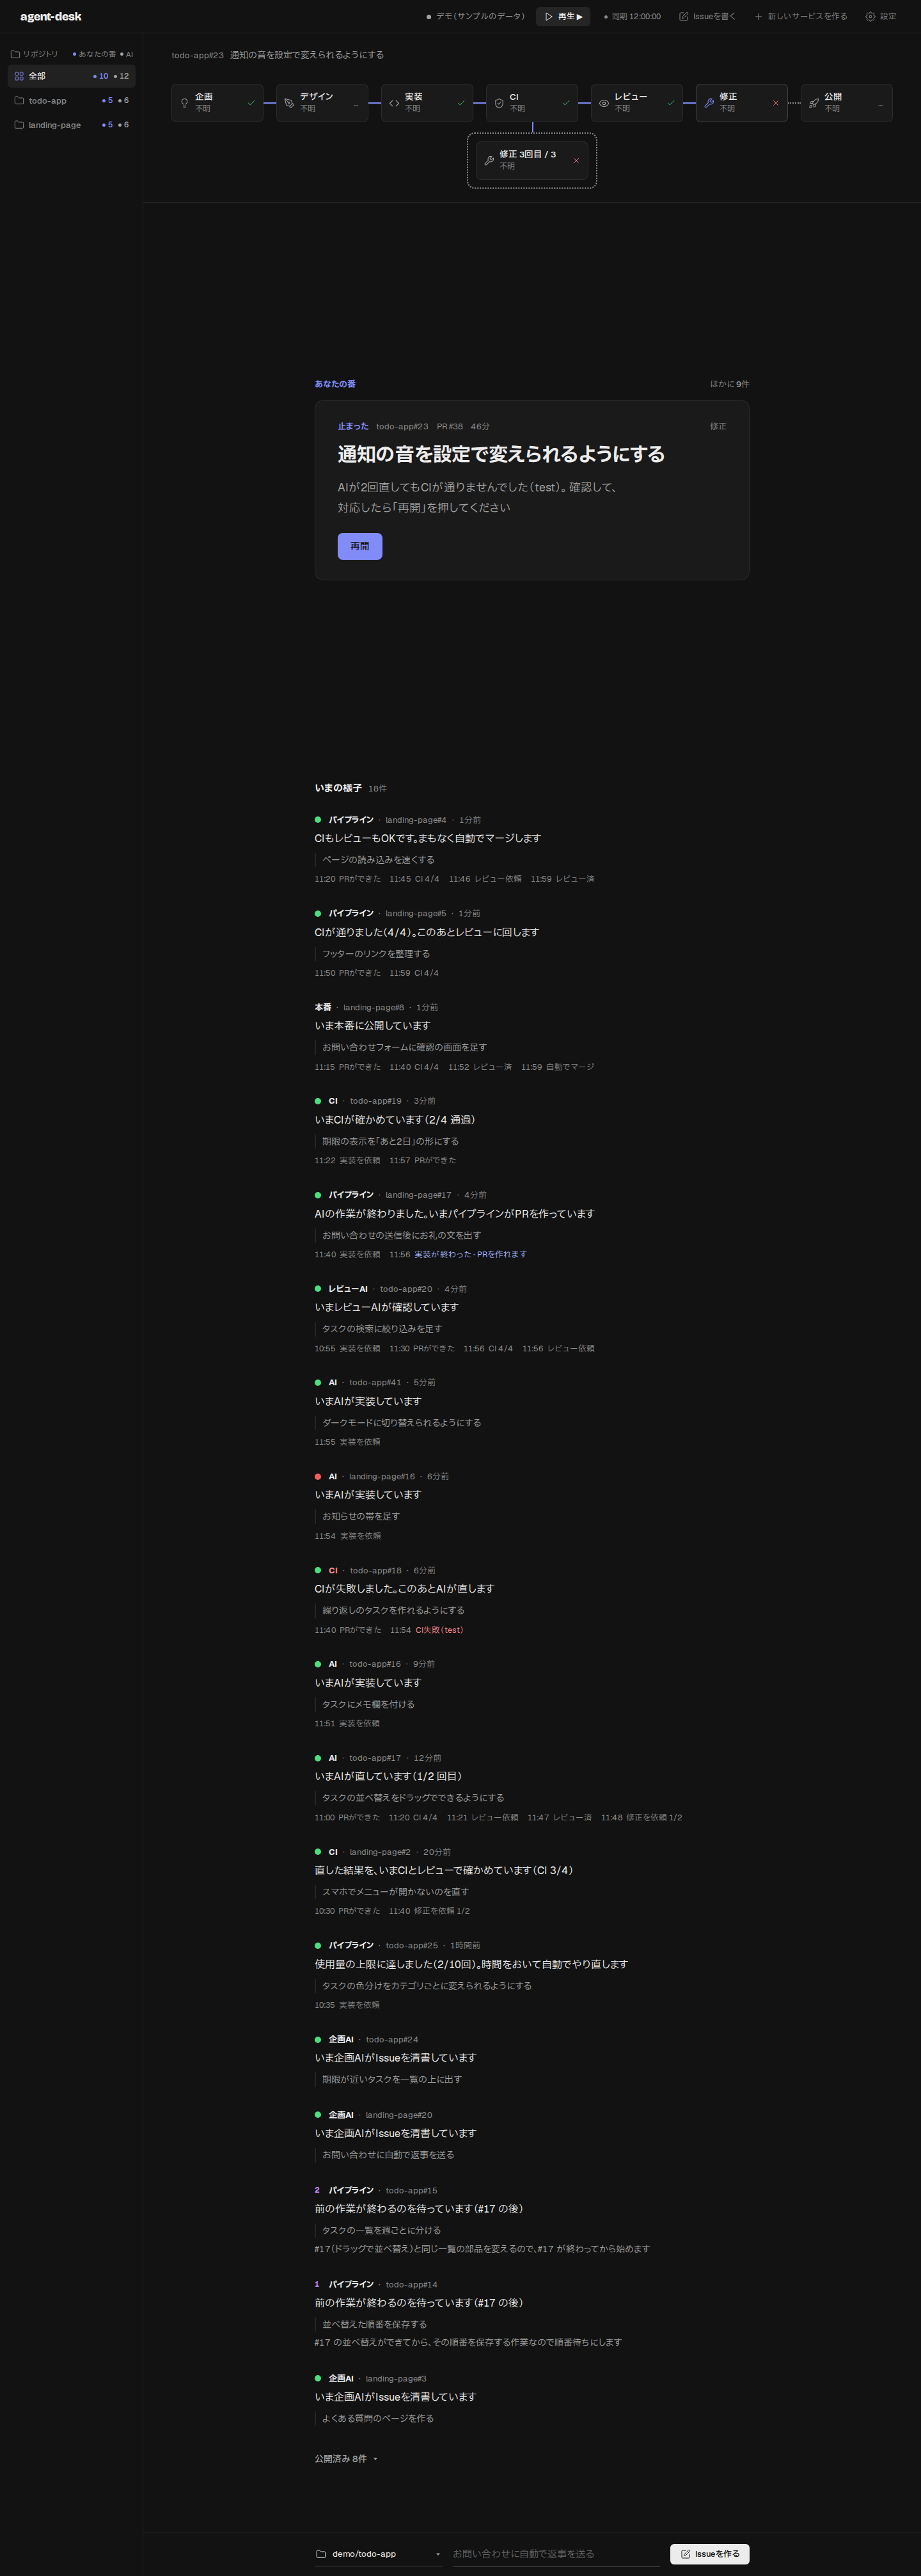 agent-desk
デモ（サンプルのデータ） 再生 ▶ 同期 12:00:00 Issueを書く 新しいサービスを作る 設定
リポジトリ あなたの番 AI
全部 10 12
todo-app 5 6
landing-page 5 6
todo-app#23 通知の音を設定で変えられるようにする
企画
不明
デザイン
不明
実装
不明
CI
不明
レビュー
不明
修正
不明
公開
不明
修正 3回目 / 3
不明
あなたの番 ほかに 9件
止まった todo-app#23 PR #38 46分 修正
通知の音を設定で変えられるようにする
AIが2回直してもCIが通りませんでした（test）。確認して、
対応したら「再開」を押してください
再開
いまの様子 18件
パイプライン · landing-page#4 · 1分前
CIもレビューもOKです。まもなく自動でマージします
ページの読み込みを速くする
11:20 PRができた 11:45 CI 4/4 11:46 レビュー依頼 11:59 レビュー済
パイプライン · landing-page#5 · 1分前
CIが通りました（4/4）。このあとレビューに回します
フッターのリンクを整理する
11:50 PRができた 11:59 CI 4/4
本番 · landing-page#8 · 1分前
いま本番に公開しています
お問い合わせフォームに確認の画面を足す
11:15 PRができた 11:40 CI 4/4 11:52 レビュー済 11:59 自動でマージ
CI · todo-app#19 · 3分前
いまCIが確かめています（2/4 通過）
期限の表示を「あと2日」の形にする
11:22 実装を依頼 11:57 PRができた
パイプライン · landing-page#17 · 4分前
AIの作業が終わりました。いまパイプラインがPRを作っています
お問い合わせの送信後にお礼の文を出す
11:40 実装を依頼 11:56 実装が終わった · PRを作れます
レビューAI · todo-app#20 · 4分前
いまレビューAIが確認しています
タスクの検索に絞り込みを足す
10:55 実装を依頼 11:30 PRができた 11:56 CI 4/4 11:56 レビュー依頼
AI · todo-app#41 · 5分前
いまAIが実装しています
ダークモードに切り替えられるようにする
11:55 実装を依頼
AI · landing-page#16 · 6分前
いまAIが実装しています
お知らせの帯を足す
11:54 実装を依頼
CI · todo-app#18 · 6分前
CIが失敗しました。このあとAIが直します
繰り返しのタスクを作れるようにする
11:40 PRができた 11:54 CI失敗（test）
AI · todo-app#16 · 9分前
いまAIが実装しています
タスクにメモ欄を付ける
11:51 実装を依頼
AI · todo-app#17 · 12分前
いまAIが直しています（1/2 回目）
タスクの並べ替えをドラッグでできるようにする
11:00 PRができた 11:20 CI 4/4 11:21 レビュー依頼 11:47 レビュー済 11:48 修正を依頼 1/2
CI · landing-page#2 · 20分前
直した結果を、いまCIとレビューで確かめています（CI 3/4）
スマホでメニューが開かないのを直す
10:30 PRができた 11:40 修正を依頼 1/2
パイプライン · todo-app#25 · 1時間前
使用量の上限に達しました（2/10回）。時間をおいて自動でやり直します
タスクの色分けをカテゴリごとに変えられるようにする
10:35 実装を依頼
企画AI · todo-app#24
いま企画AIがIssueを清書しています
期限が近いタスクを一覧の上に出す
企画AI · landing-page#20
いま企画AIがIssueを清書しています
お問い合わせに自動で返事を送る
2 パイプライン · todo-app#15
前の作業が終わるのを待っています（#17 の後）
タスクの一覧を週ごとに分ける
#17（ドラッグで並べ替え）と同じ一覧の部品を変えるので、#17 が終わってから始めます
1 パイプライン · todo-app#14
前の作業が終わるのを待っています（#17 の後）
並べ替えた順番を保存する
#17 の並べ替えができてから、その順番を保存する作業なので順番待ちにします
企画AI · landing-page#3
いま企画AIがIssueを清書しています
よくある質問のページを作る
公開済み 8件
demo/todo-app お問い合わせに自動で返事を送る Issueを作る